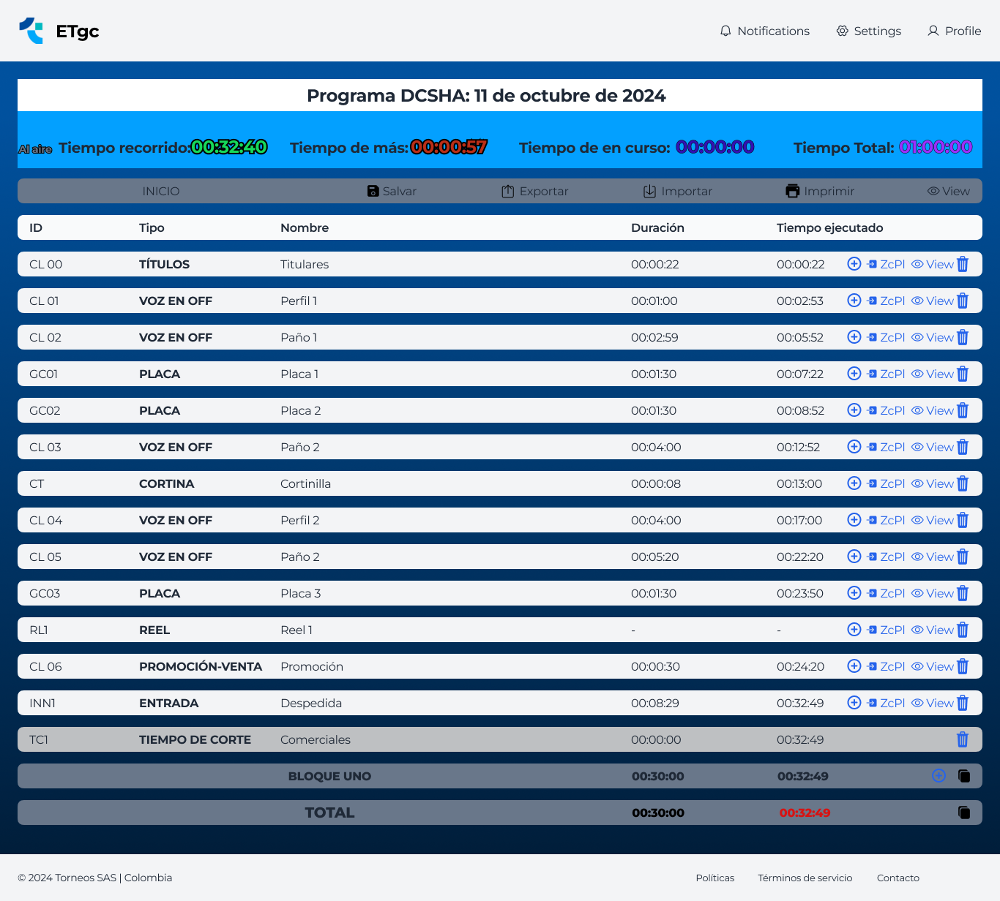 ETgc Notifications Settings Profile
Programa DCSHA: 11 de octubre de 2024
Al aire Tiempo recorrido: 00:32:40 Tiempo de más: 00:00:57 Tiempo de en curso: 00:00:00 Tiempo Total: 01:00:00
INICIO Salvar Exportar Importar Imprimir View
ID Tipo Nombre Duración Tiempo ejecutado
CL 00 TÍTULOS Titulares 00:00:22 00:00:22 ZcPl View
CL 01 VOZ EN OFF Perfil 1 00:01:00 00:02:53 ZcPl View
CL 02 VOZ EN OFF Paño 1 00:02:59 00:05:52 ZcPl View
GC01 PLACA Placa 1 00:01:30 00:07:22 ZcPl View
GC02 PLACA Placa 2 00:01:30 00:08:52 ZcPl View
CL 03 VOZ EN OFF Paño 2 00:04:00 00:12:52 ZcPl View
CT CORTINA Cortinilla 00:00:08 00:13:00 ZcPl View
CL 04 VOZ EN OFF Perfil 2 00:04:00 00:17:00 ZcPl View
CL 05 VOZ EN OFF Paño 2 00:05:20 00:22:20 ZcPl View
GC03 PLACA Placa 3 00:01:30 00:23:50 ZcPl View
RL1 REEL Reel 1 - - ZcPl View
CL 06 PROMOCIÓN-VENTA Promoción 00:00:30 00:24:20 ZcPl View
INN1 ENTRADA Despedida 00:08:29 00:32:49 ZcPl View
TC1 TIEMPO DE CORTE Comerciales 00:00:00 00:32:49
BLOQUE UNO 00:30:00 00:32:49
TOTAL 00:30:00 00:32:49
© 2024 Torneos SAS | Colombia Políticas Términos de servicio Contacto